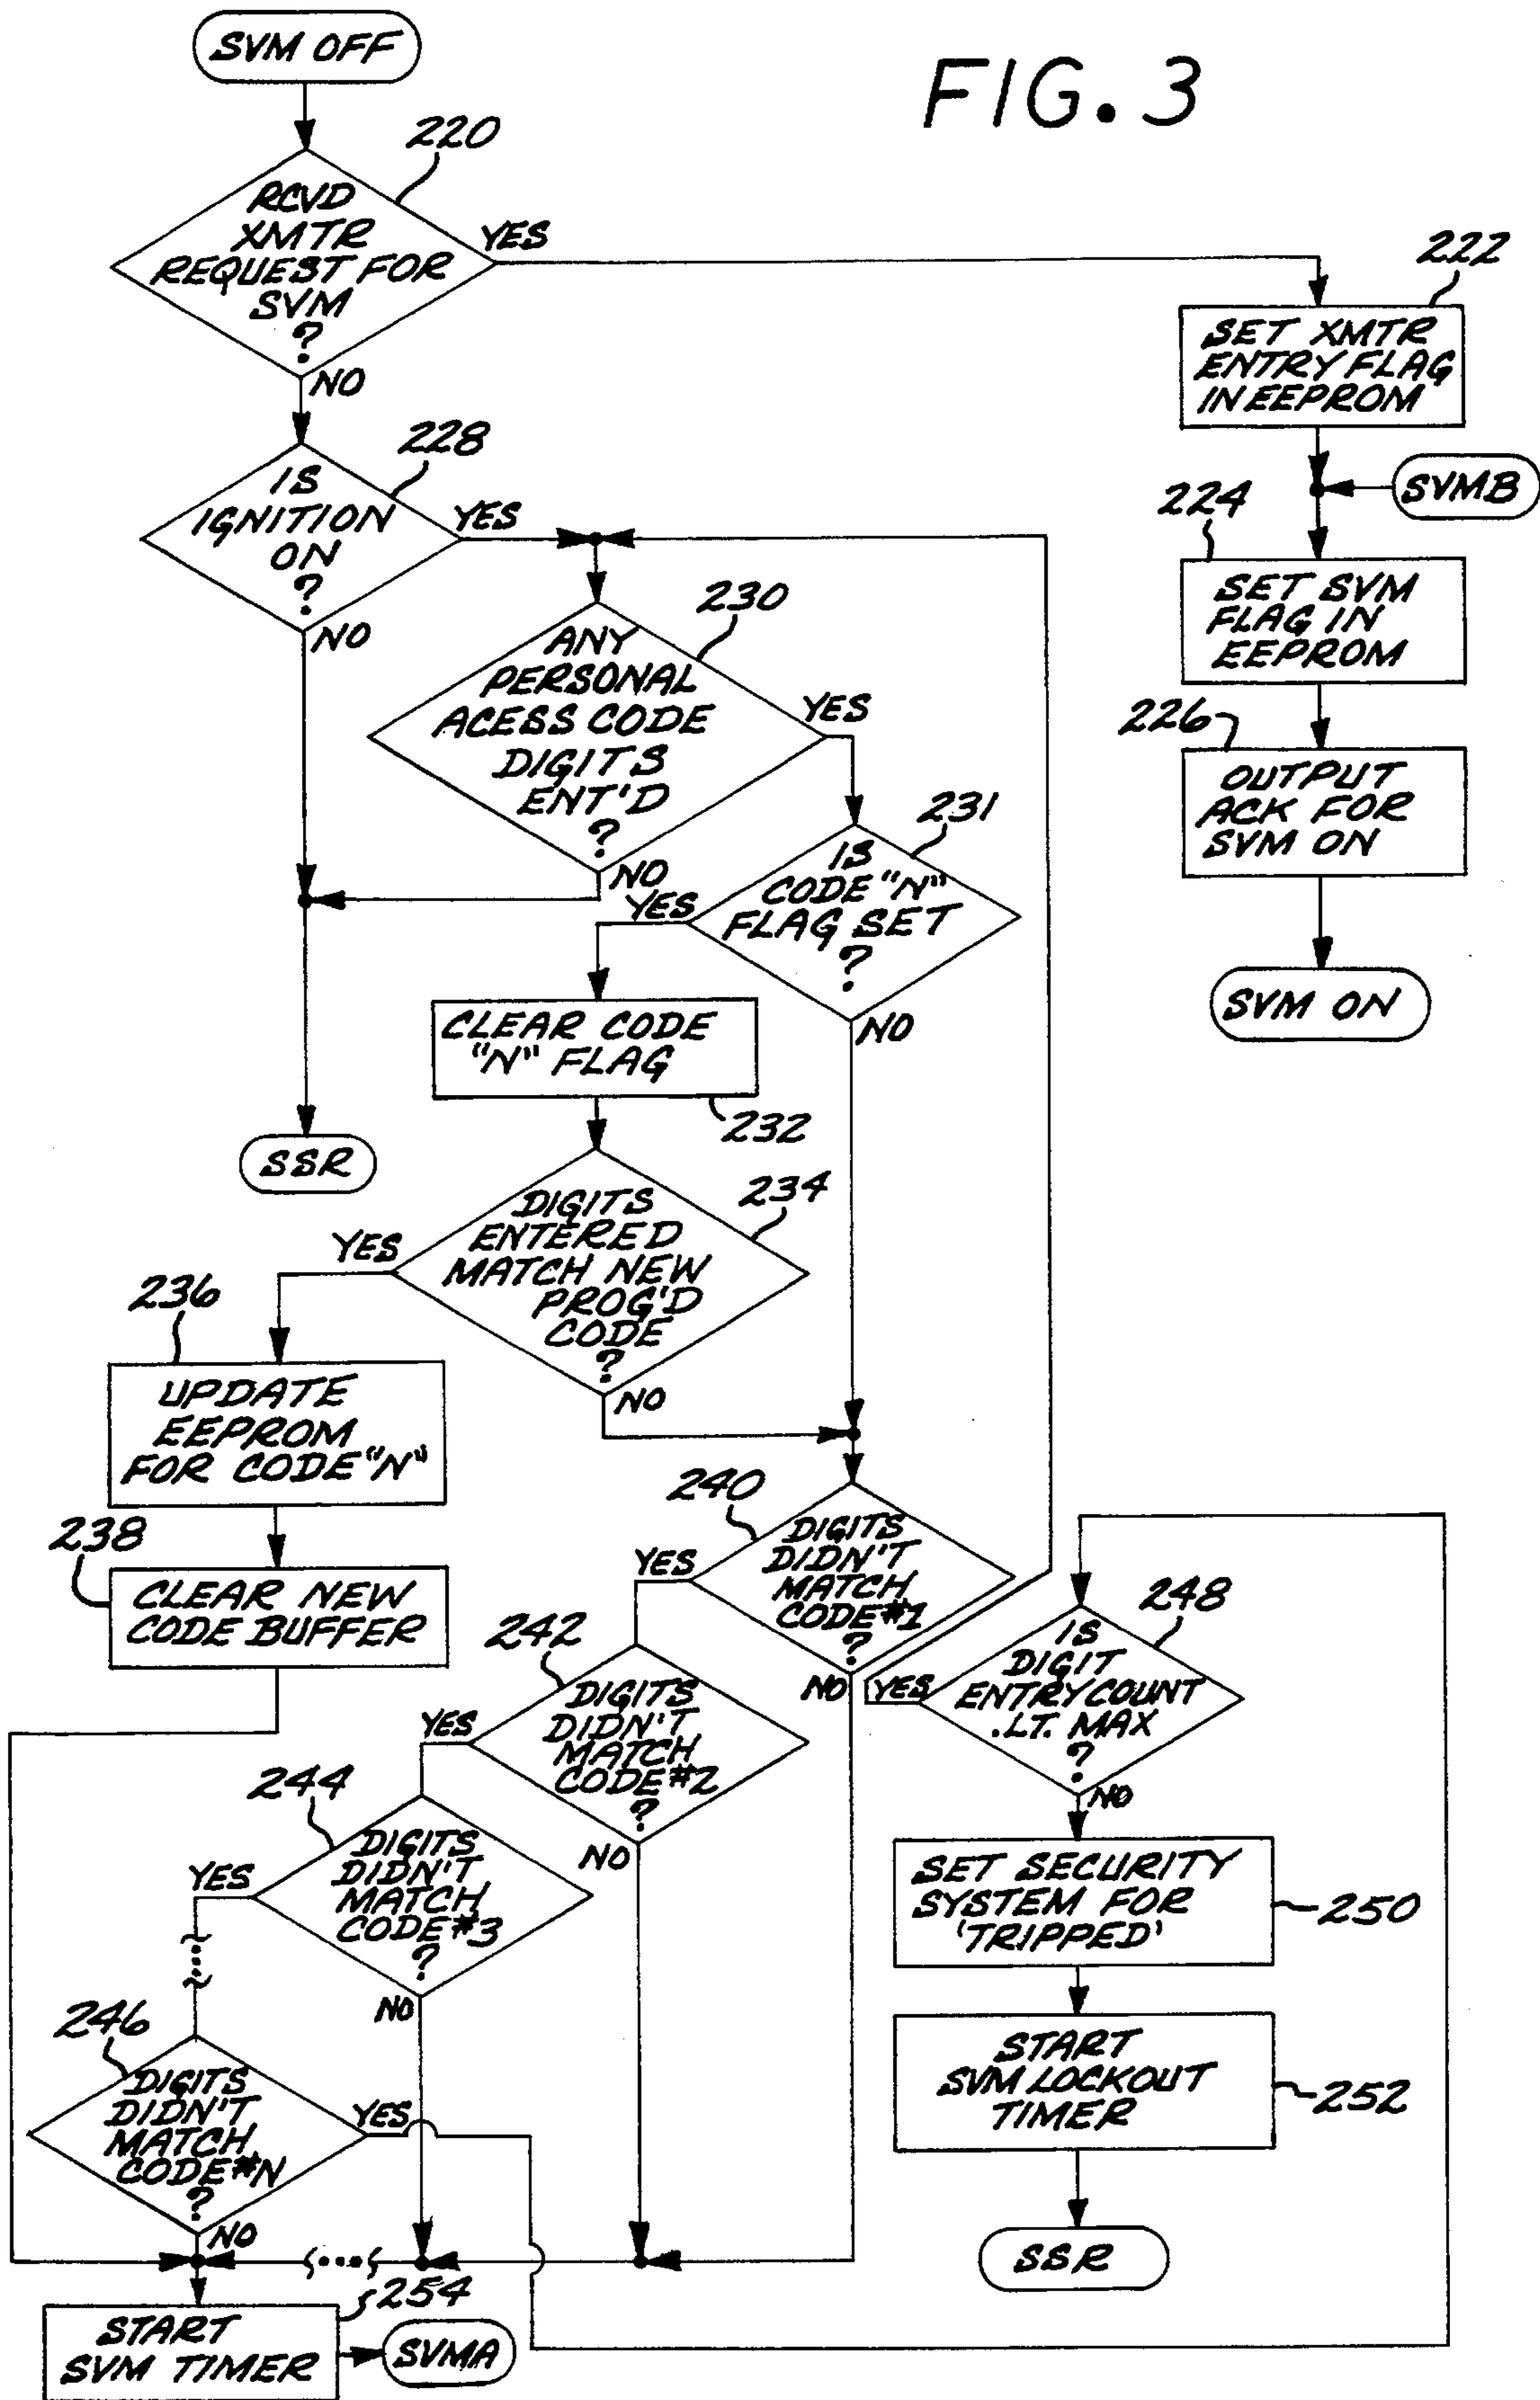 SVM OFF
FIG. 3
220
RCVD
XMTR
REQUEST FOR
SVM
?
YES
NO
222
SET XMTR
ENTRY FLAG
IN EEPROM
228
IS
IGNITION
ON
?
YES
NO
SVMB
224
SET SVM
FLAG IN
EEPROM
230
ANY
PERSONAL
ACESS CODE
DIGITS
ENT'D
?
YES
NO
226
OUTPUT
ACK FOR
SVM ON
231
IS
CODE "N"
FLAG SET
?
YES
NO
SVM ON
CLEAR CODE
"N" FLAG
232
SSR
234
DIGITS
ENTERED
MATCH NEW
PROG'D
CODE
?
YES
NO
236
UPDATE
EEPROM
FOR CODE "N"
238
CLEAR NEW
CODE BUFFER
240
DIGITS
DIDN'T
MATCH
CODE #1
?
YES
NO
242
DIGITS
DIDN'T
MATCH
CODE #2
?
YES
NO
248
IS
DIGIT
ENTRY COUNT
.LT. MAX
?
YES
NO
244
DIGITS
DIDN'T
MATCH
CODE #3
?
YES
NO
SET SECURITY
SYSTEM FOR
'TRIPPED'
250
246
DIGITS
DIDN'T
MATCH
CODE #N
?
YES
NO
START
SVM LOCKOUT
TIMER
252
SSR
254
START
SVM TIMER
SVMA